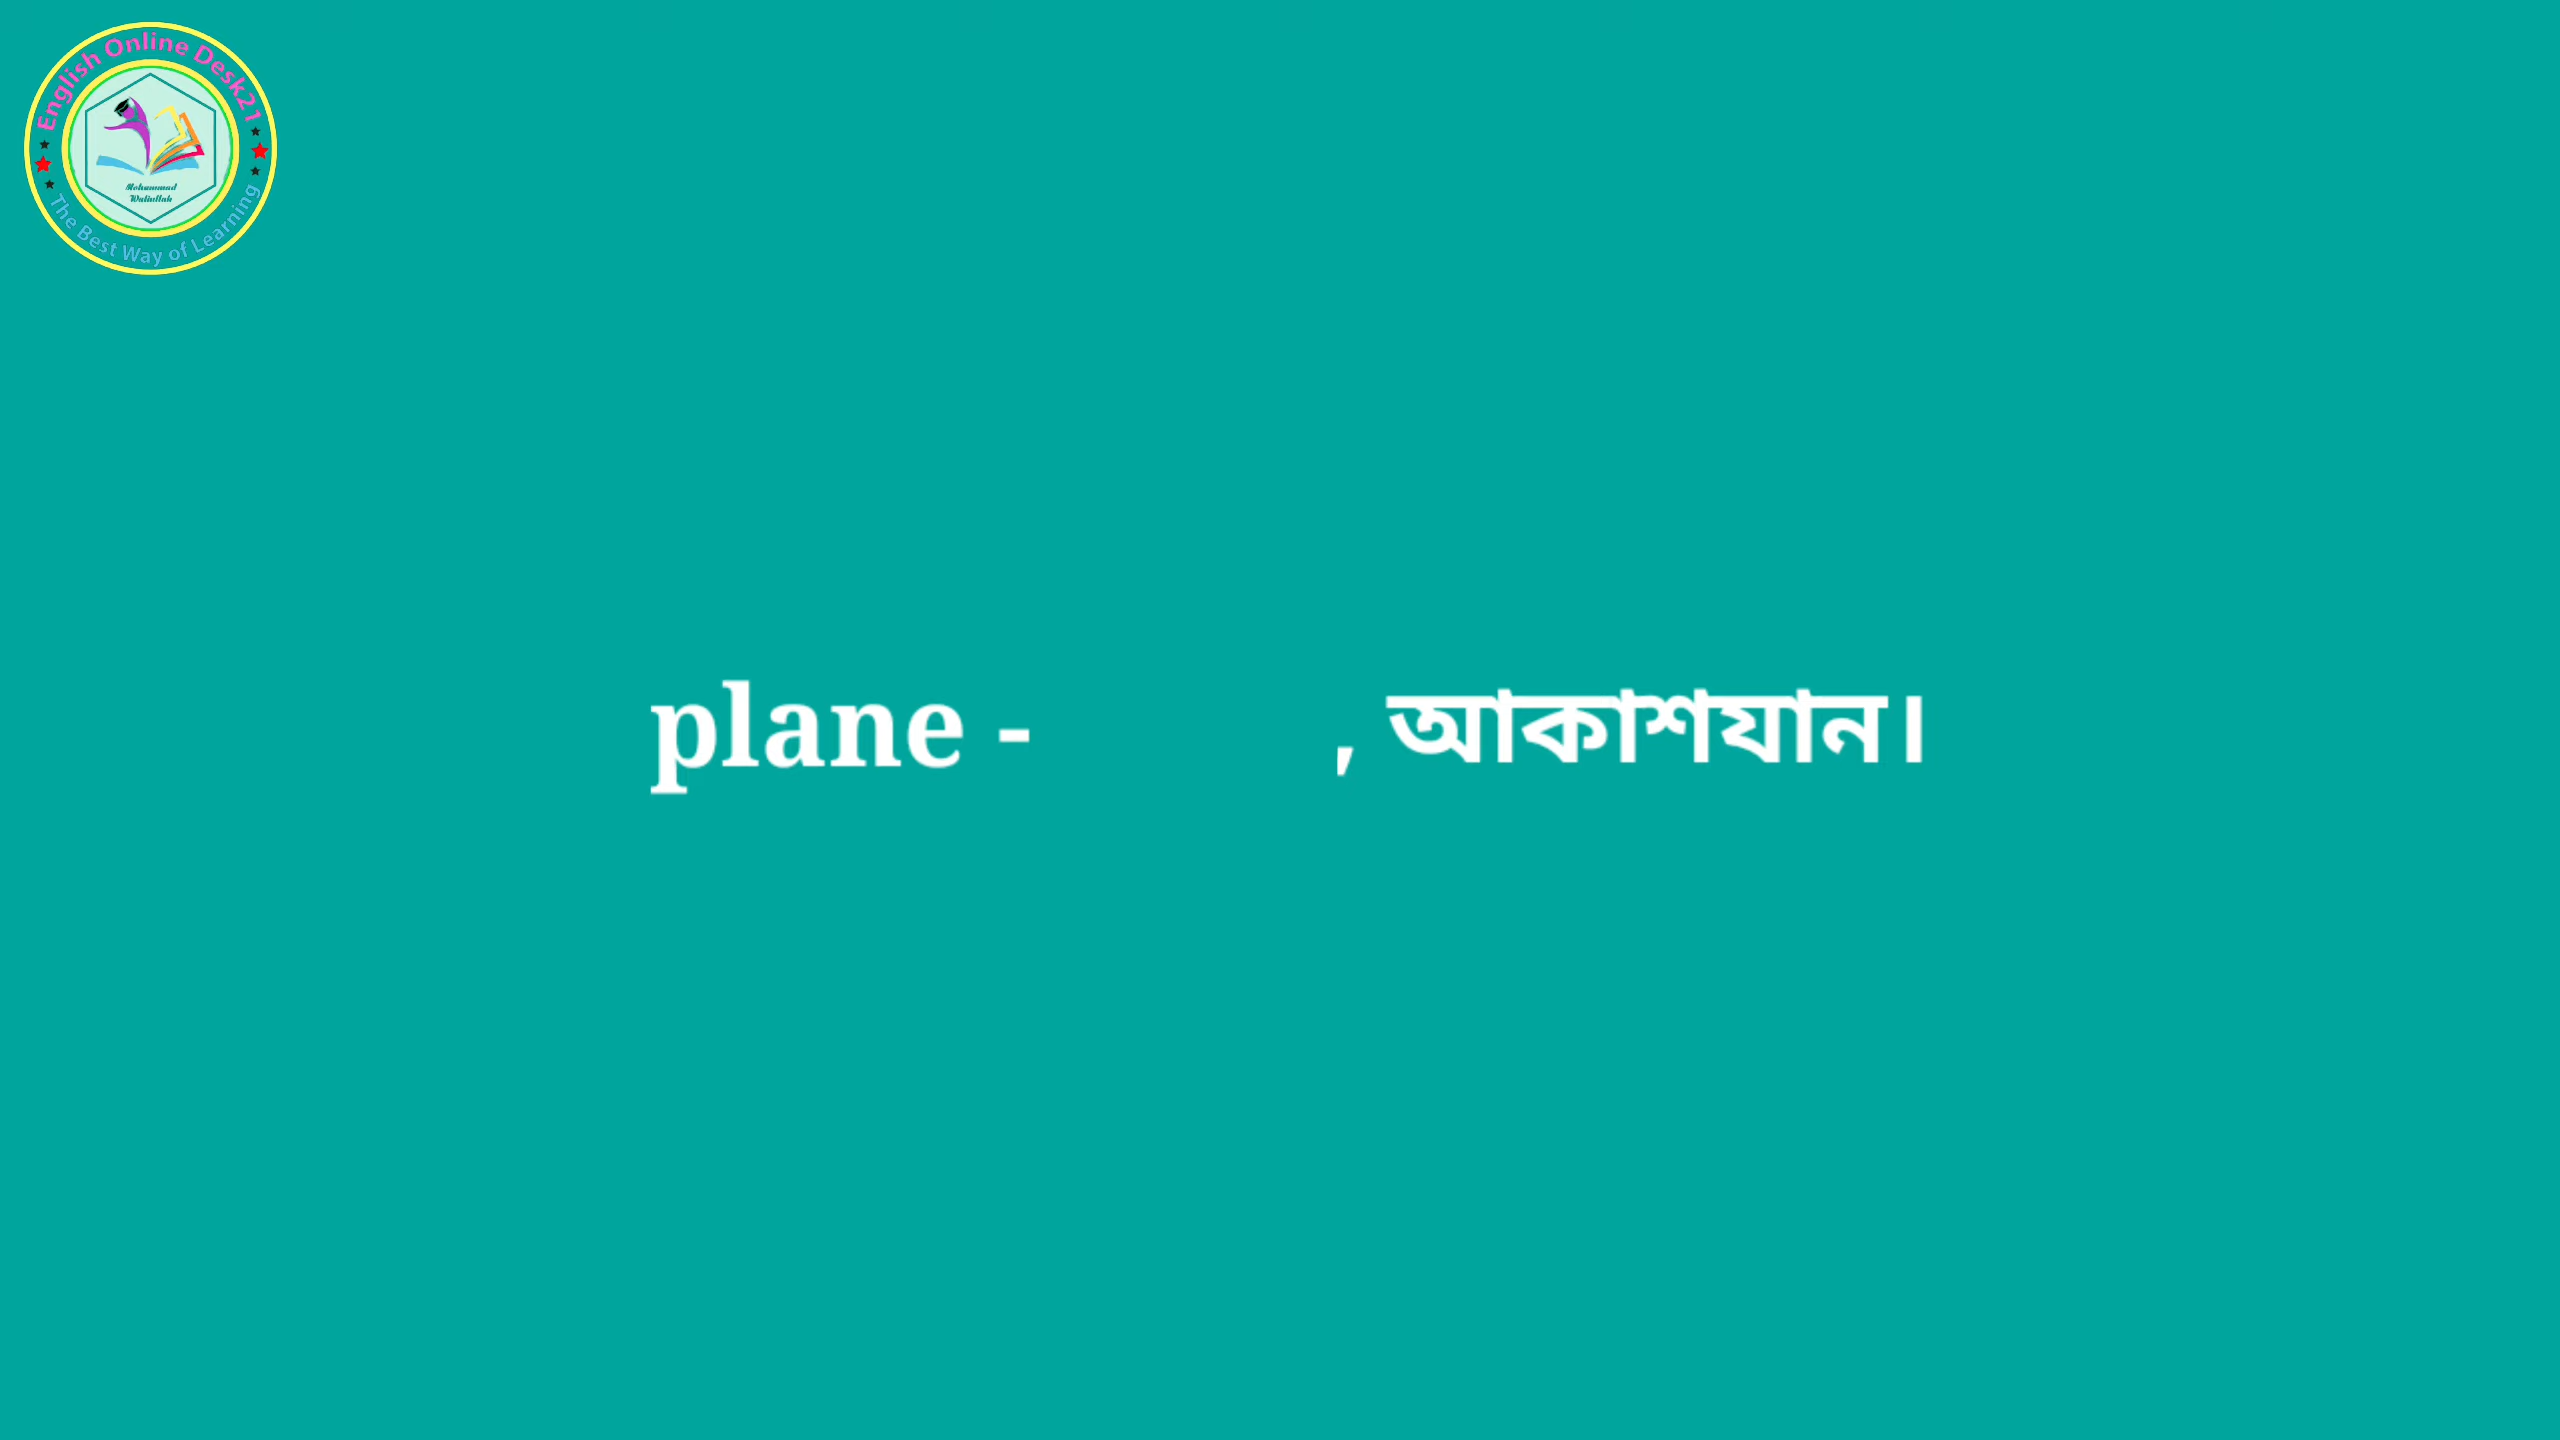 English Online Desk21
Mohammad
Waliullah
The Best Way of Learning
plane - , আকাশযান।